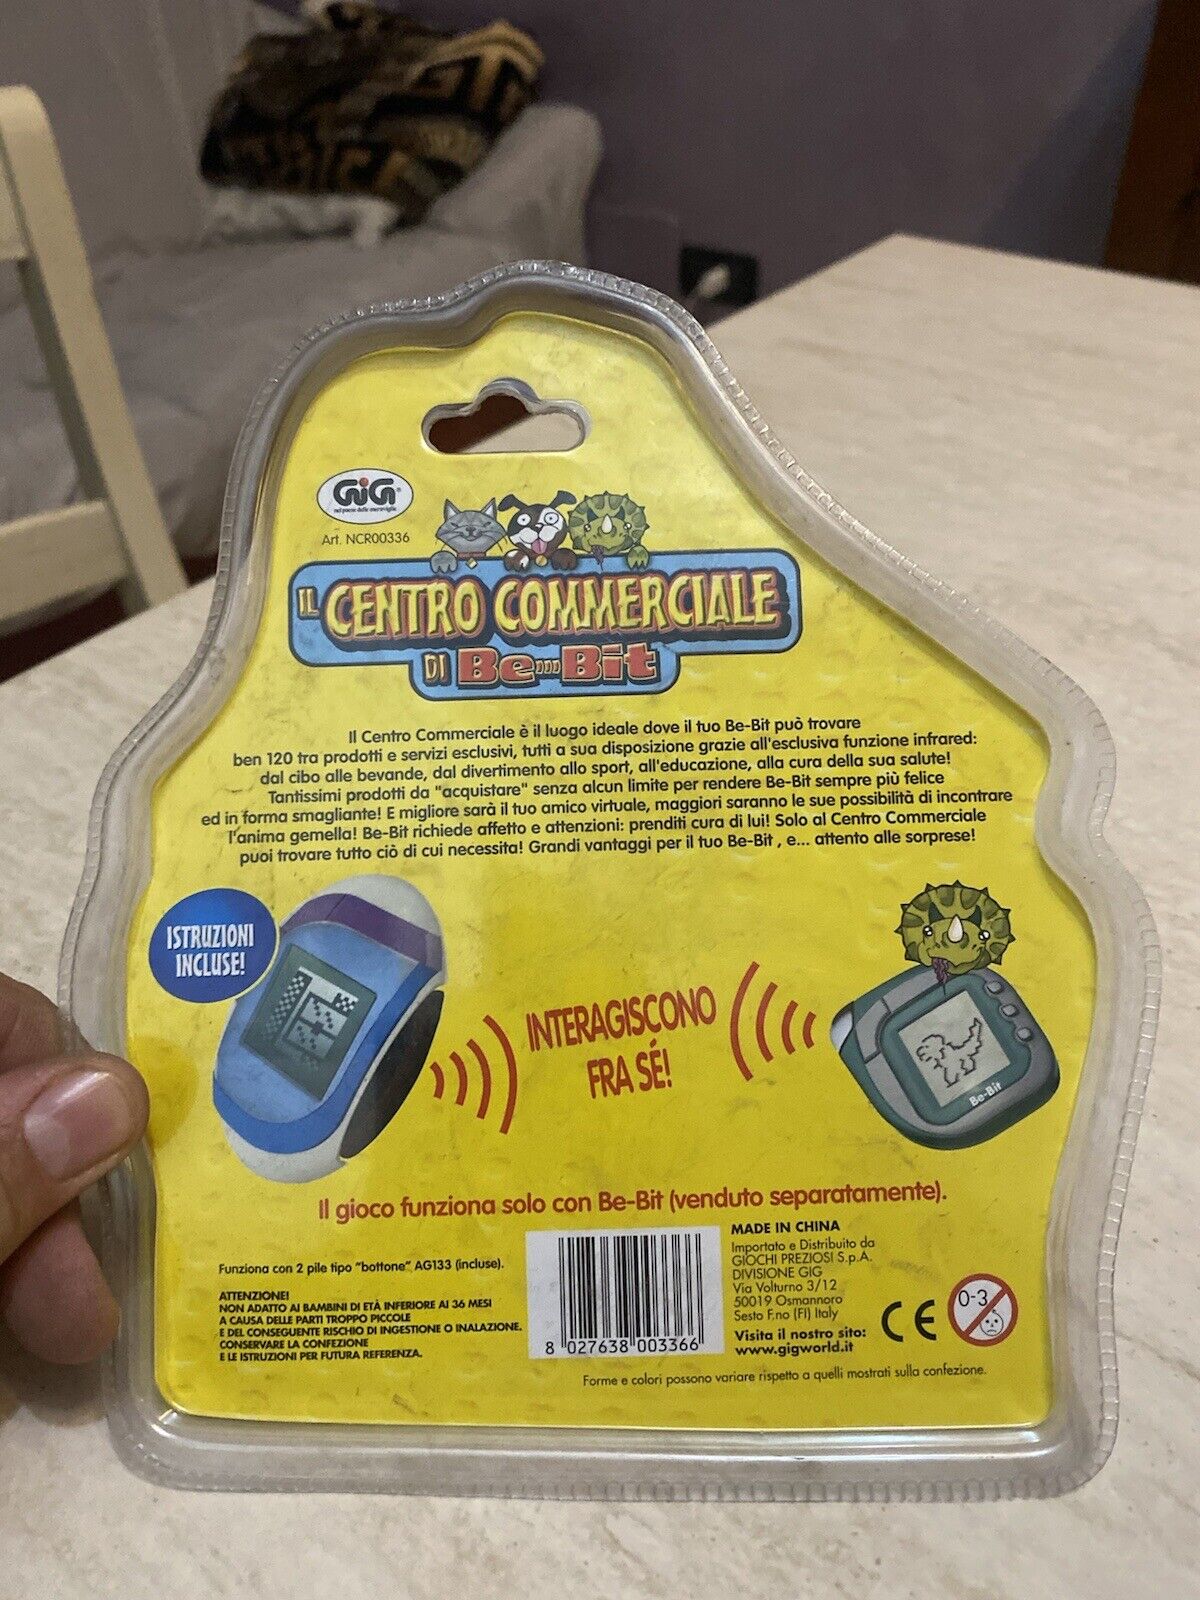 GiG
nel paese delle meraviglie
Art. NCR00336
IL CENTRO COMMERCIALE
DI Be-Bit
Il Centro Commerciale è il luogo ideale dove il tuo Be-Bit può trovare
ben 120 tra prodotti e servizi esclusivi, tutti a sua disposizione grazie all'esclusiva funzione infrared:
dal cibo alle bevande, dal divertimento allo sport, all'educazione, alla cura della sua salute!
Tantissimi prodotti da "acquistare" senza alcun limite per rendere Be-Bit sempre più felice
ed in forma smagliante! E migliore sarà il tuo amico virtuale, maggiori saranno le sue possibilità di incontrare
l'anima gemella! Be-Bit richiede affetto e attenzioni: prenditi cura di lui! Solo al Centro Commerciale
puoi trovare tutto ciò di cui necessita! Grandi vantaggi per il tuo Be-Bit , e... attento alle sorprese!
ISTRUZIONI
INCLUSE!
INTERAGISCONO
FRA SÉ!
Be-Bit
Il gioco funziona solo con Be-Bit (venduto separatamente).
Funziona con 2 pile tipo "bottone" AG133 (incluse).
ATTENZIONE!
NON ADATTO AI BAMBINI DI ETÀ INFERIORE AI 36 MESI
A CAUSA DELLE PARTI TROPPO PICCOLE
E DEL CONSEGUENTE RISCHIO DI INGESTIONE O INALAZIONE.
CONSERVARE LA CONFEZIONE
E LE ISTRUZIONI PER FUTURA REFERENZA.
8 027638 003366
MADE IN CHINA
Importato e Distribuito da
GIOCHI PREZIOSI S.p.A.
DIVISIONE GIG
Via Volturno 3/12
50019 Osmannoro
Sesto F.no (FI) Italy
Visita il nostro sito:
www.gigworld.it
CE
0-3
Forme e colori possono variare rispetto a quelli mostrati sulla confezione.